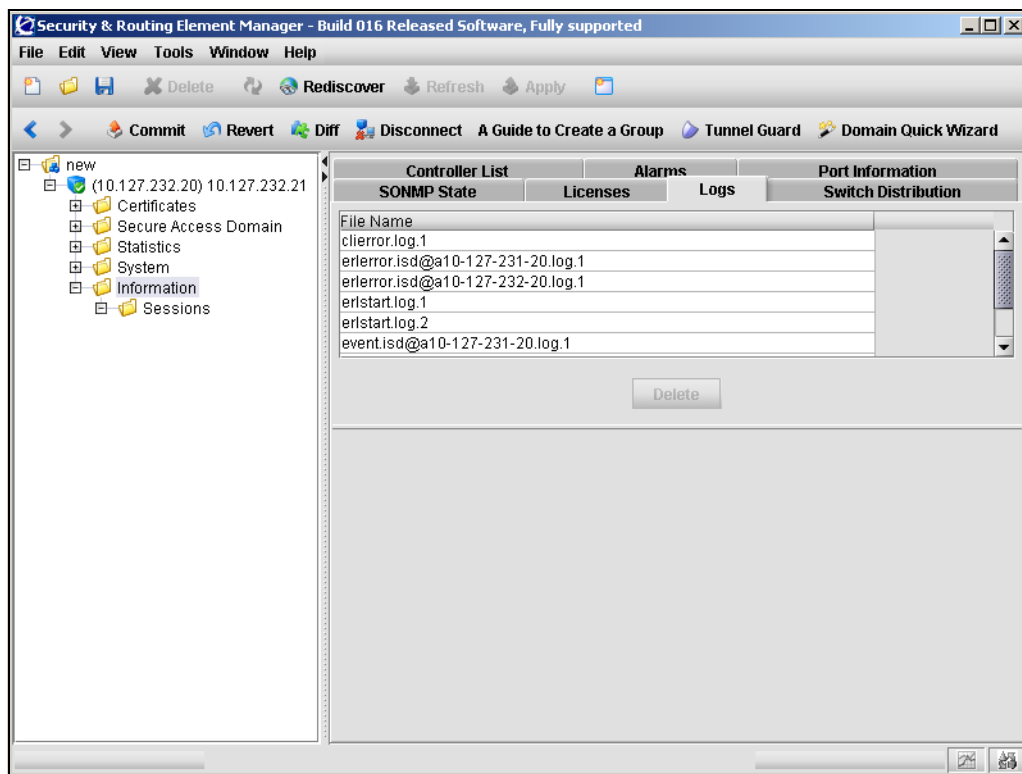 Security & Routing Element Manager - Build 016 Released Software, Fully supported
File Edit View Tools Window Help
Delete Rediscover Refresh Apply
Commit Revert Diff Disconnect A Guide to Create a Group Tunnel Guard Domain Quick Wizard
new
(10.127.232.20) 10.127.232.21
Certificates
Secure Access Domain
Statistics
System
Information
Sessions
Controller List Alarms Port Information
SONMP State Licenses Logs Switch Distribution
File Name
clierror.log.1
erlerror.isd@a10-127-231-20.log.1
erlerror.isd@a10-127-232-20.log.1
erlstart.log.1
erlstart.log.2
event.isd@a10-127-231-20.log.1
Delete